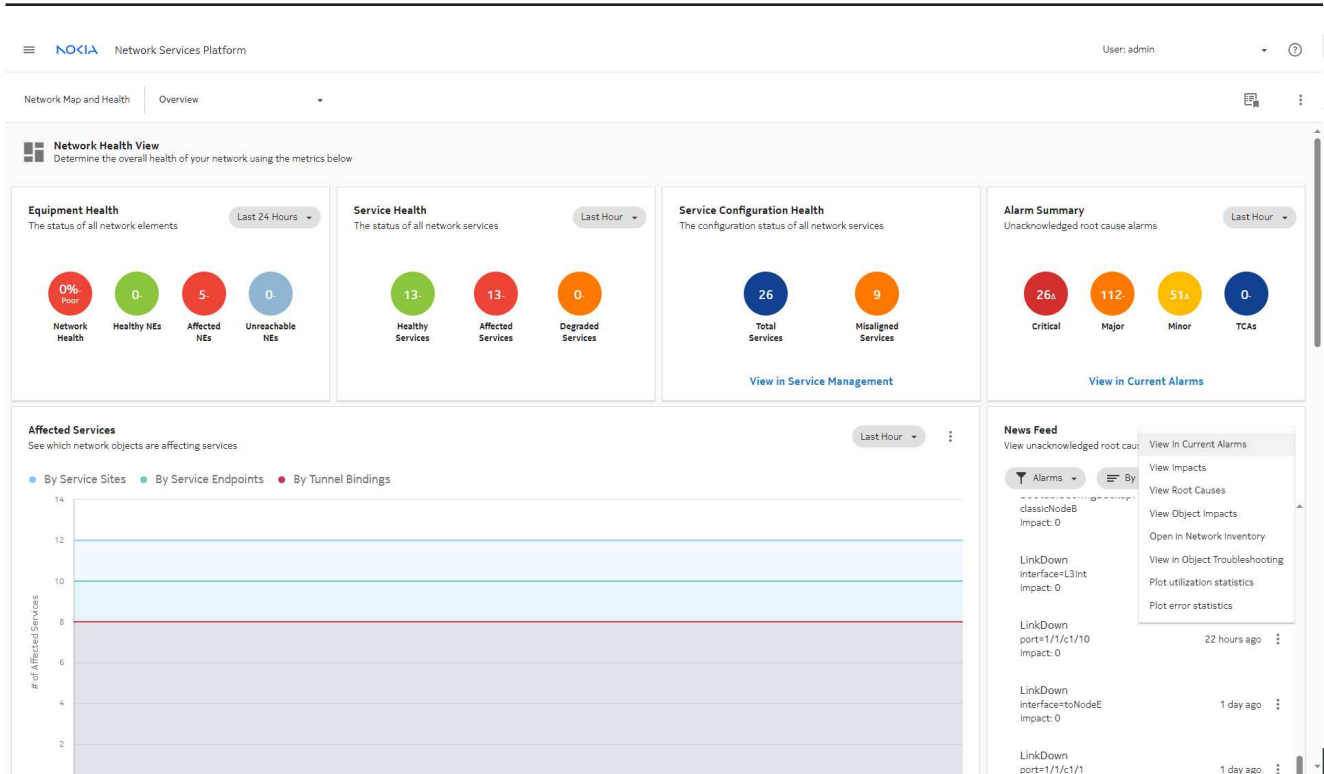 NOKIA Network Services Platform
User: admin
Network Map and Health
Overview
Network Health View
Determine the overall health of your network using the metrics below
Equipment Health
The status of all network elements
Last 24 Hours
0%-
Poor
Network
Health
0-
Healthy NEs
5-
Affected
NEs
0-
Unreachable
NEs
Service Health
The status of all network services
Last Hour
13-
Healthy
Services
13-
Affected
Services
0-
Degraded
Services
Service Configuration Health
The configuration status of all network services
26
Total
Services
9
Misaligned
Services
View in Service Management
Alarm Summary
Unacknowledged root cause alarms
Last Hour
26△
Critical
112-
Major
51△
Minor
0-
TCAs
View in Current Alarms
Affected Services
See which network objects are affecting services
Last Hour
By Service Sites
By Service Endpoints
By Tunnel Bindings
# of Affected Services
14
12
10
8
6
4
2
News Feed
View unacknowledged root cau
Alarms
By
classicNodeB
Impact: 0
LinkDown
interface=L3Int
Impact: 0
LinkDown
port=1/1/c1/10
22 hours ago
Impact: 0
LinkDown
interface=toNodeE
1 day ago
Impact: 0
LinkDown
port=1/1/c1/1
1 day ago
View In Current Alarms
View Impacts
View Root Causes
View Object Impacts
Open in Network Inventory
View in Object Troubleshooting
Plot utilization statistics
Plot error statistics